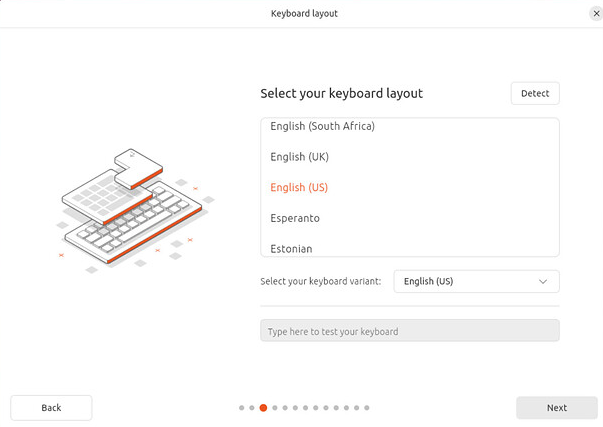 Keyboard layout
Select your keyboard layout
Detect
English (South Africa)
English (UK)
English (US)
Esperanto
Estonian
Select your keyboard variant: English (US)
Type here to test your keyboard
Back
Next